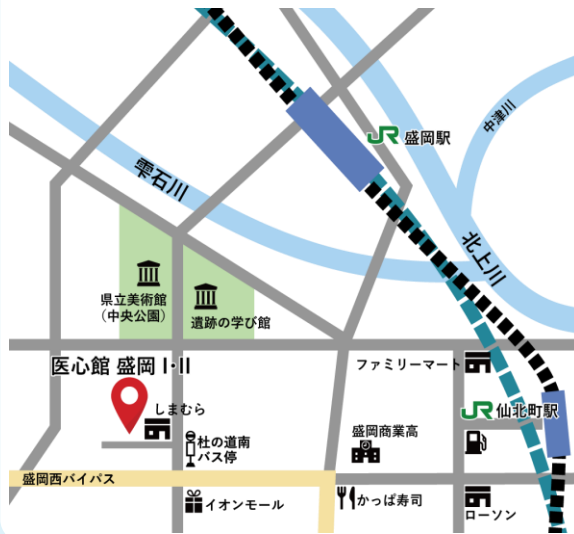 JR 盛岡駅
中津川
雫石川
北上川
県立美術館
（中央公園）
遺跡の学び館
医心館 盛岡 I・II
ファミリーマート
しまむら
JR 仙北町駅
杜の道南
バス停
盛岡商業高
盛岡西バイパス
イオンモール
かっぱ寿司
ローソン